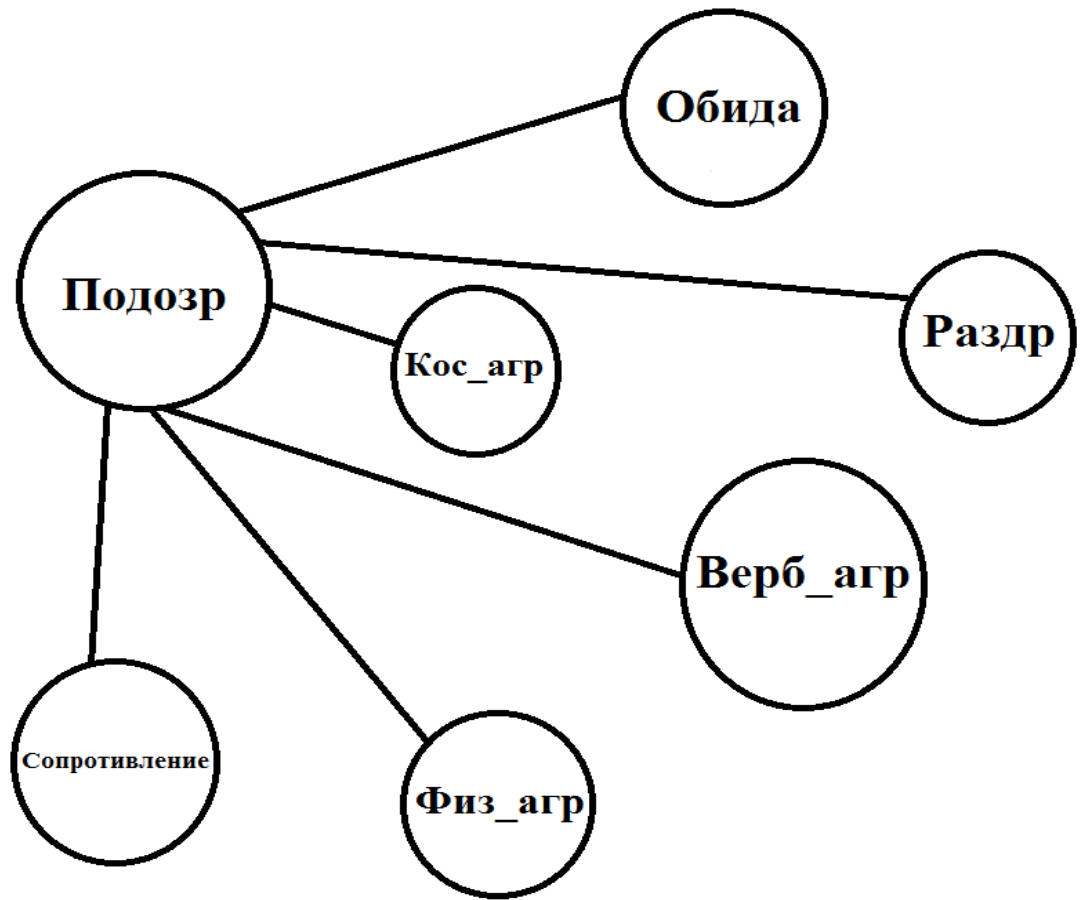 Обида
Подозр
Раздр
Кос_агр
Верб_агр
Сопротивление
Физ_агр